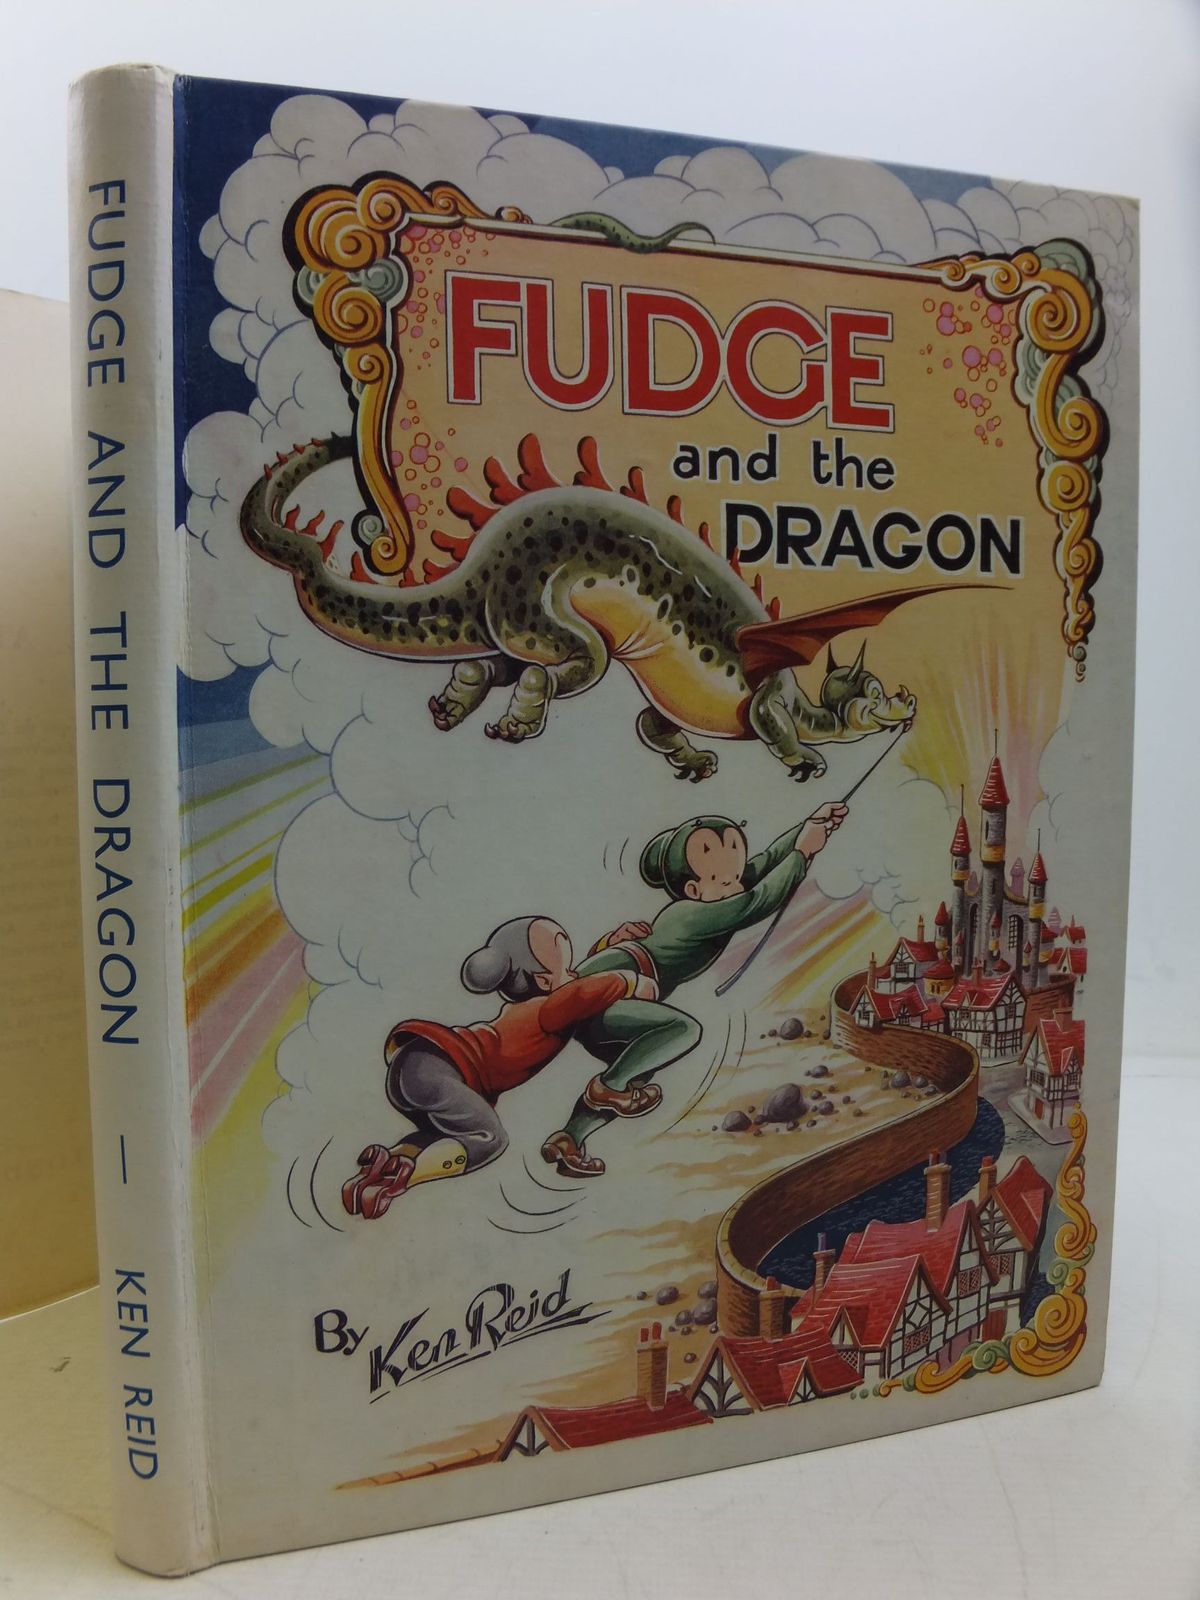 FUDGE AND THE DRAGON — KEN REID
FUDGE
and the
DRAGON
By Ken Reid